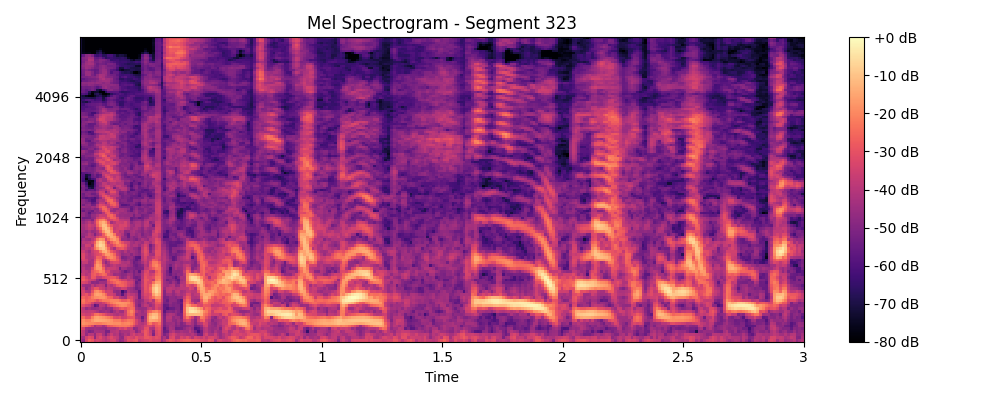 Mel Spectrogram - Segment 323
Frequency
4096
2048
1024
512
0
0
0.5
1
1.5
2
2.5
3
Time
+0 dB
-10 dB
-20 dB
-30 dB
-40 dB
-50 dB
-60 dB
-70 dB
-80 dB